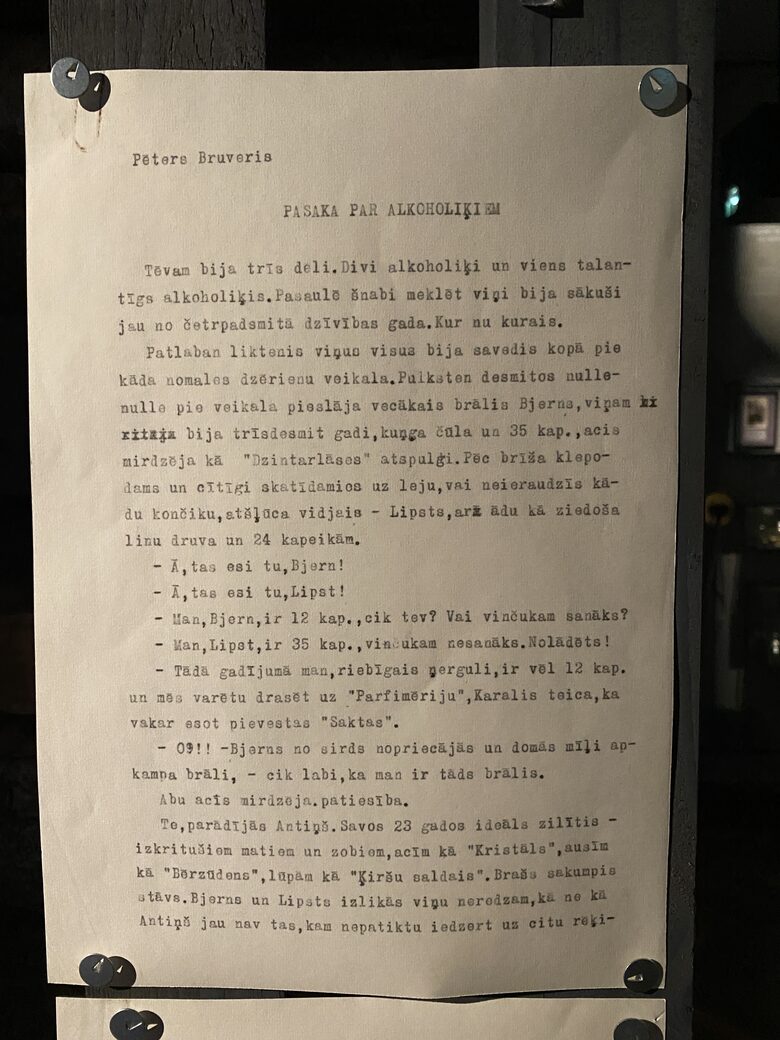 Pēters Bruveris
PASAKA PAR ALKOHOLIĶIEM
Tēvam bija trīs dēli.Divi alkoholiķi un viens talan-
tīgs alkoholiķis.Pasaulē šnabi meklēt viņi bija sākuši
jau no četrpadsmitā dzīvības gada.Kur nu kurais.
Patlaban liktenis viņus visus bija savedis kopā pie
kāda nomales dzērienu veikala.Pulksten desmitos nulle-
nulle pie veikala pieslāja vecākais brālis Bjerns,viņam
bija trīsdesmit gadi,kuņga čūla un 35 kap.,acis
mirdzēja kā "Dzintarlāses" atspulgi.Pēc brīža klepo-
dams un cītīgi skatīdamies uz leju,vai neieraudzīs kā-
du končiku,atšļūca vidjais - Lipsts,ar ādu kā ziedoša
linu druva un 24 kapeikām.
- Ā,tas esi tu,Bjern!
- Ā,tas esi tu,Lipst!
- Man,Bjern,ir 12 kap.,cik tev? Vai vinčukam sanāks?
- Man,Lipst,ir 35 kap.,vinčukam nesanāks.Nolādēts!
- Tādā gadījumā man,riebīgais ņerguli,ir vēl 12 kap.
un mēs varētu drasēt uz "Parfimēriju",Karalis teica,ka
vakar esot pievestas "Saktas".
- O9!! -Bjerns no sirds nopriecājās un domās mīļi ap-
kampa brāli, - cik labi,ka man ir tāds brālis.
Abu acīs mirdzēja.patiesība.
Te,parādījās Antiņš.Savos 23 gados ideāls zilītis -
izkritušiem matiem un zobiem,acīm kā "Kristāls",ausīm
kā "Bērzūdens",lūpām kā "Ķiršu saldais".Brašs sakumpis
stāvs.Bjerns un Lipsts izlikās viņu neredzam,kā ne kā
Antiņš jau nav tas,kam nepatiktu iedzert uz citu rēķi-